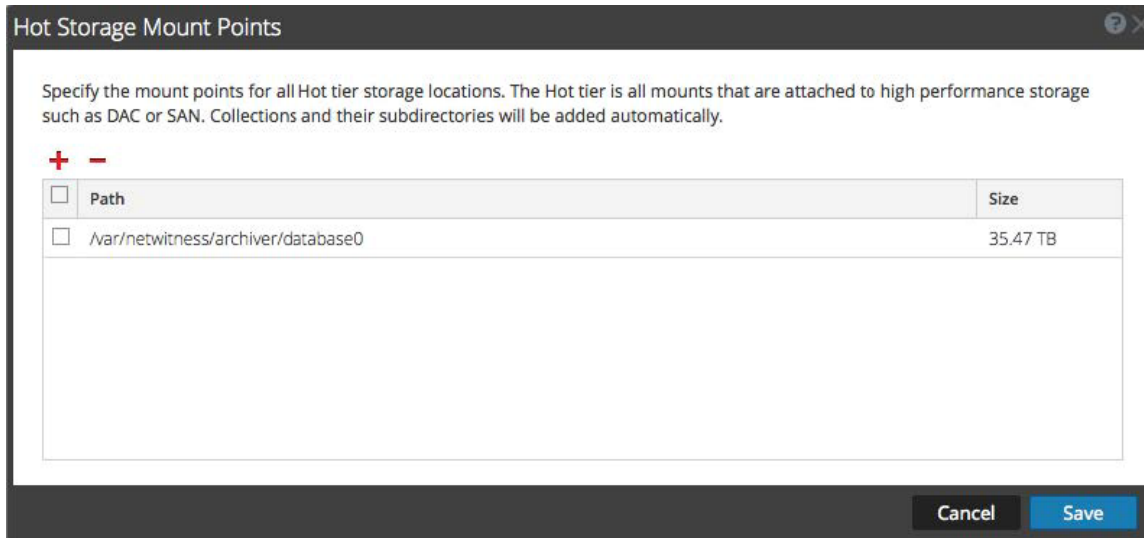 Hot Storage Mount Points
Specify the mount points for all Hot tier storage locations. The Hot tier is all mounts that are attached to high performance storage
such as DAC or SAN. Collections and their subdirectories will be added automatically.
Path Size
/var/netwitness/archiver/database0 35.47 TB
Cancel Save